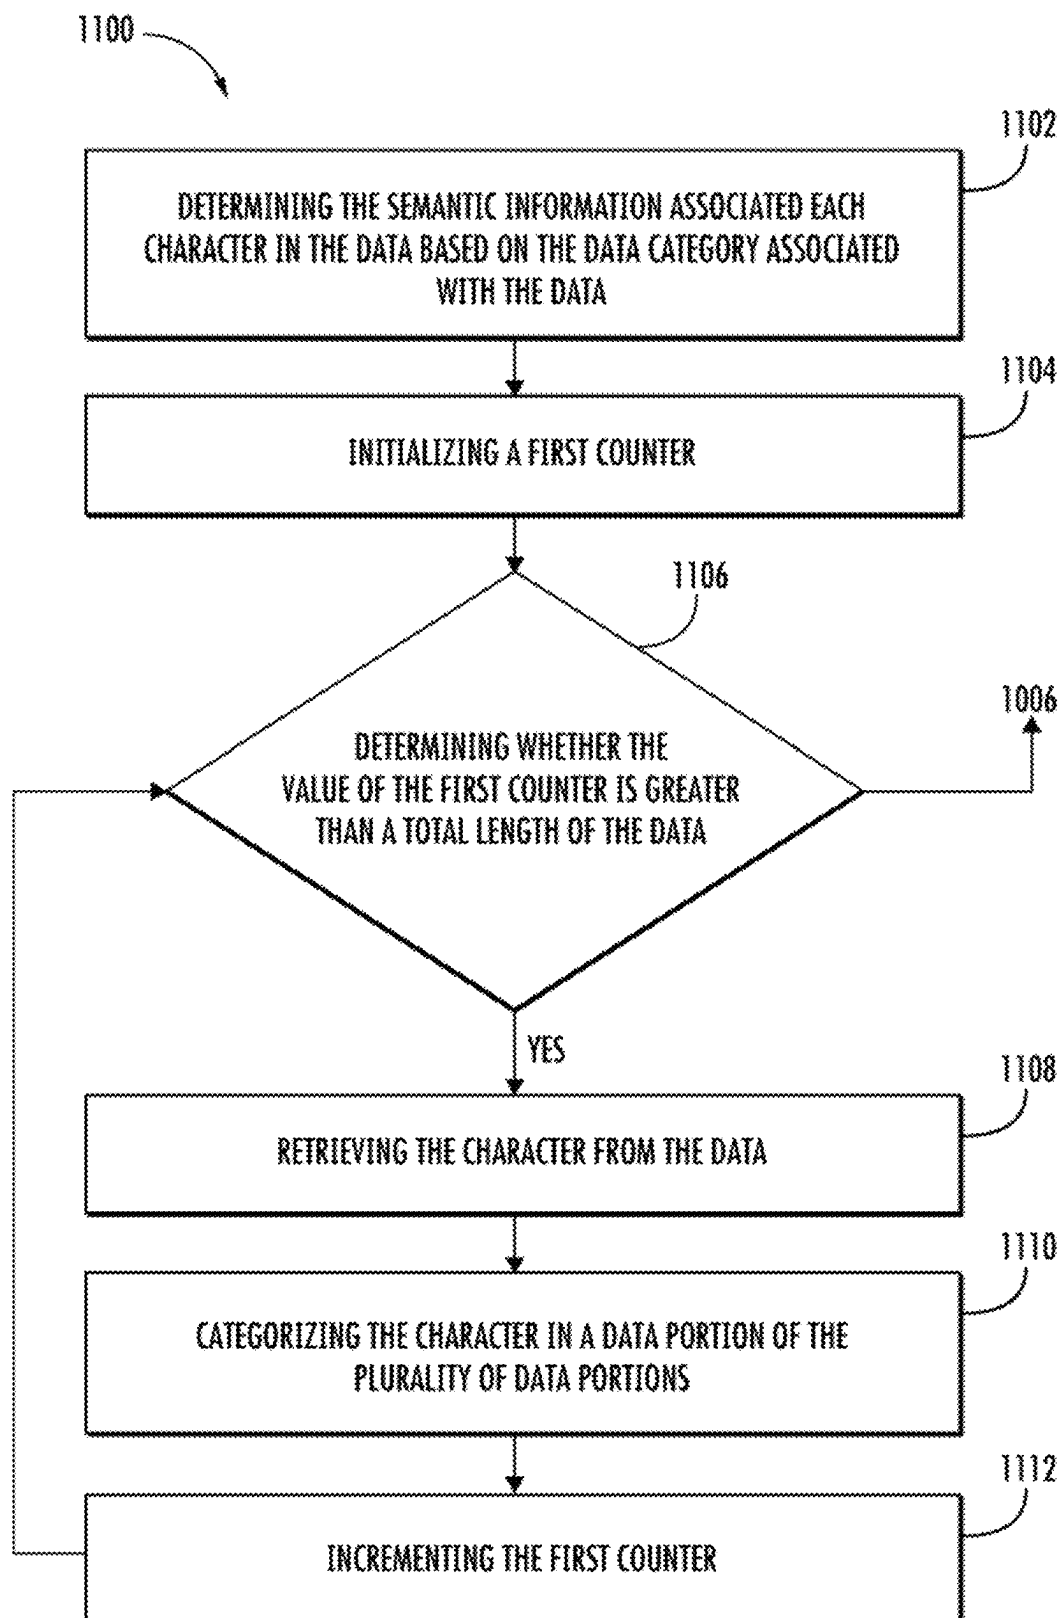 1100
1102
DETERMINING THE SEMANTIC INFORMATION ASSOCIATED EACH
CHARACTER IN THE DATA BASED ON THE DATA CATEGORY ASSOCIATED
WITH THE DATA
1104
INITIALIZING A FIRST COUNTER
1106
1006
DETERMINING WHETHER THE
VALUE OF THE FIRST COUNTER IS GREATER
THAN A TOTAL LENGTH OF THE DATA
YES
1108
RETRIEVING THE CHARACTER FROM THE DATA
1110
CATEGORIZING THE CHARACTER IN A DATA PORTION OF THE
PLURALITY OF DATA PORTIONS
1112
INCREMENTING THE FIRST COUNTER